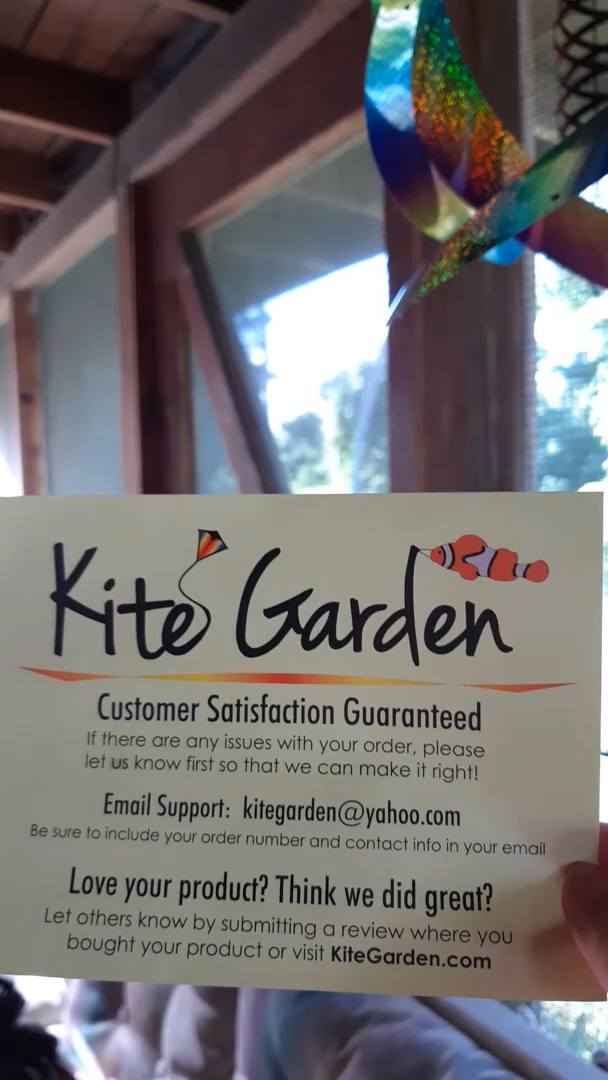 Kite Garden
Customer Satisfaction Guaranteed
If there are any issues with your order, please
let us know first so that we can make it right!
Email Support: kitegarden@yahoo.com
Be sure to include your order number and contact info in your email
Love your product? Think we did great?
Let others know by submitting a review where you
bought your product or visit KiteGarden.com